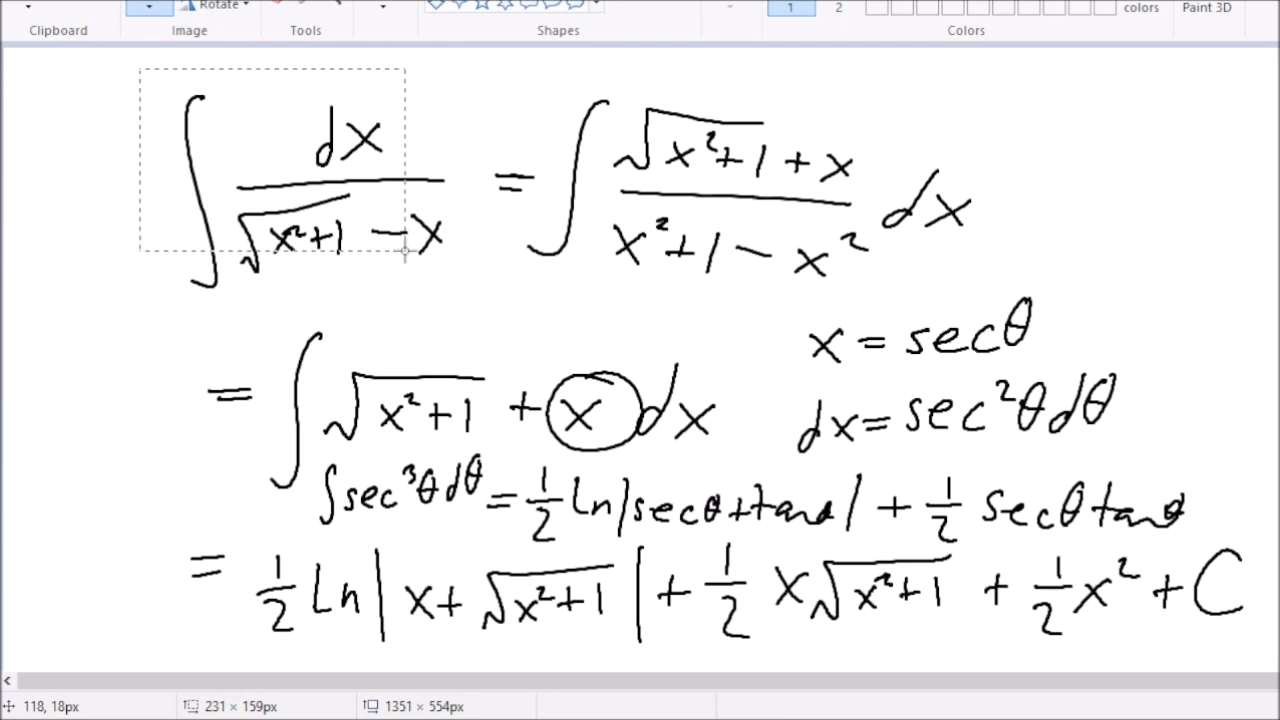 Rotate
Clipboard Image Tools Shapes 1 2 colors Colors Paint 3D
∫ dx / (√(x²+1) − x) = ∫ (√(x²+1) + x) / (x²+1 − x²) dx
x = secθ
= ∫ √(x²+1) + x dx
dx = sec²θ dθ
∫ sec³θ dθ = 1/2 ln|secθ + tanθ| + 1/2 secθ tanθ
= 1/2 ln|x + √(x²+1)| + 1/2 x√(x²+1) + 1/2 x² + C
118, 18px 231 × 159px 1351 × 554px